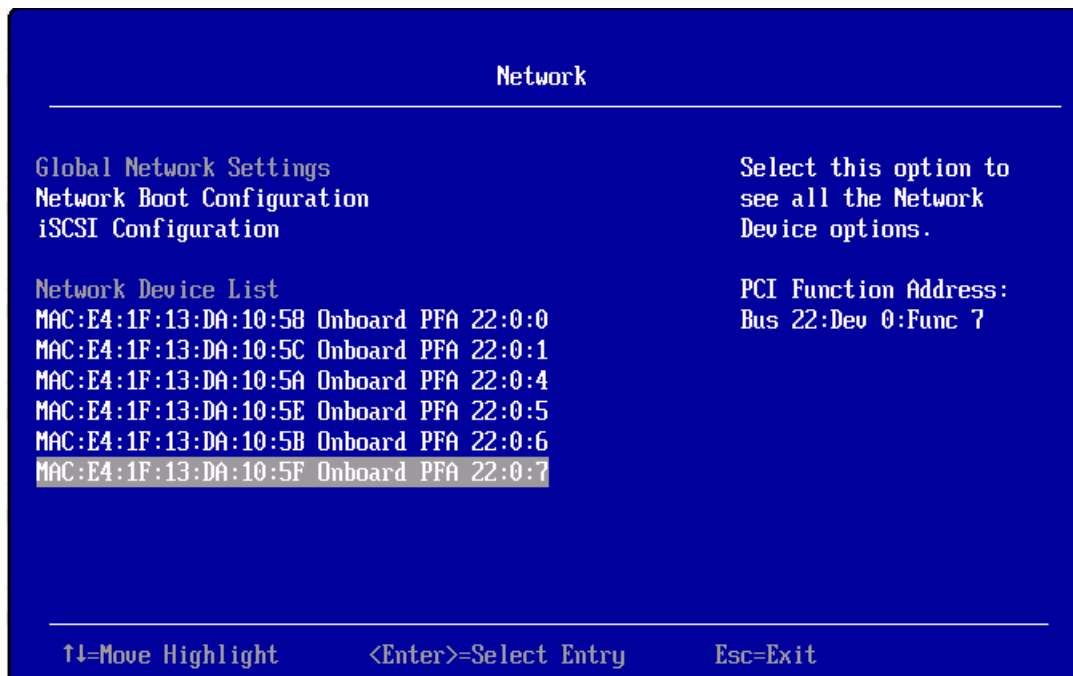 Network
Global Network Settings
Network Boot Configuration
iSCSI Configuration
Network Device List
MAC:E4:1F:13:DA:10:58 Onboard PFA 22:0:0
MAC:E4:1F:13:DA:10:5C Onboard PFA 22:0:1
MAC:E4:1F:13:DA:10:5A Onboard PFA 22:0:4
MAC:E4:1F:13:DA:10:5E Onboard PFA 22:0:5
MAC:E4:1F:13:DA:10:5B Onboard PFA 22:0:6
MAC:E4:1F:13:DA:10:5F Onboard PFA 22:0:7
Select this option to
see all the Network
Device options.
PCI Function Address:
Bus 22:Dev 0:Func 7
↑↓=Move Highlight <Enter>=Select Entry Esc=Exit